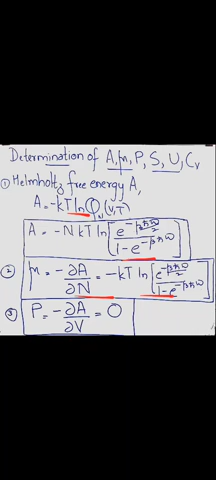 Determination of A, μ, P, S, U, Cv
① Helmholtz free energy A,
A = -kT ln Q_N (V,T)
A = -NkT ln [e^(-βħω/2) / (1 - e^(-βħω))]
② μ = -∂A/∂N = -kT ln [e^(-βħω/2) / (1 - e^(-βħω))]
③ P = -∂A/∂V = 0